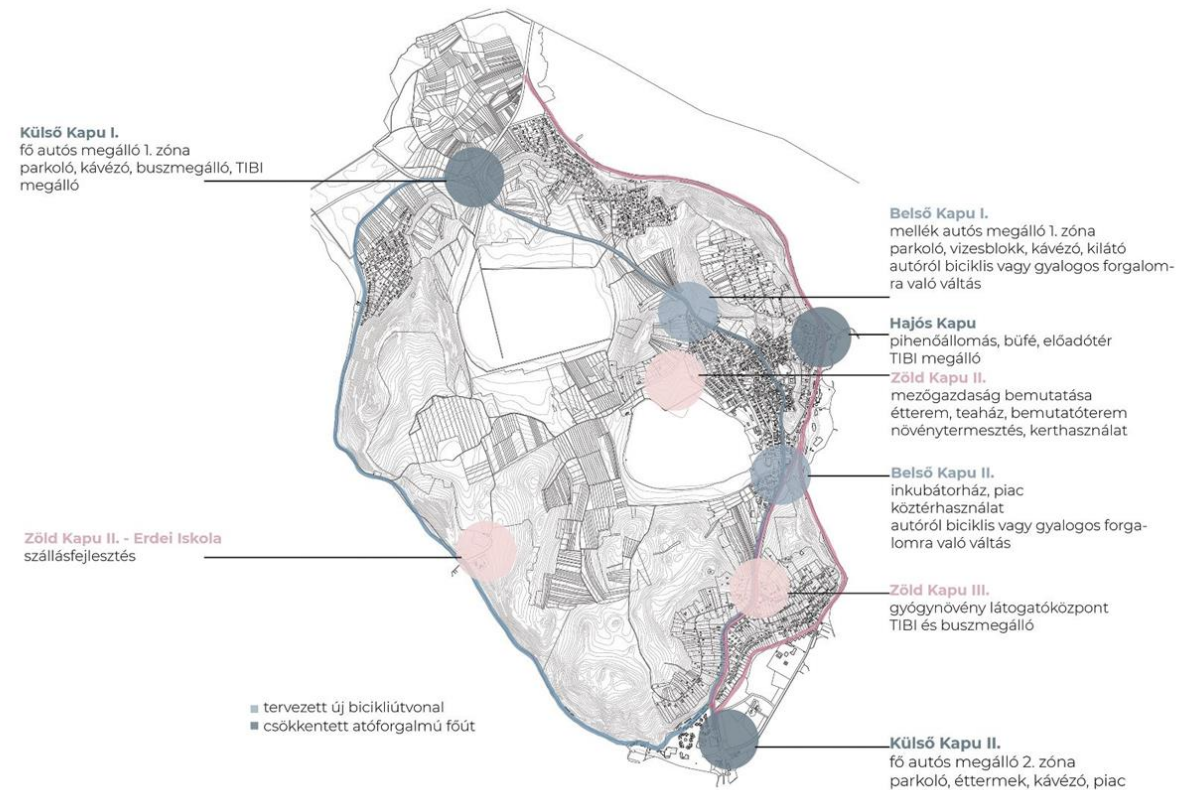 Külső Kapu I.
fő autós megálló 1. zóna
parkoló, kávézó, buszmegálló, TIBI
megálló
Belső Kapu I.
mellék autós megálló 1. zóna
parkoló, vizesblokk, kávézó, kilátó
autóról biciklis vagy gyalogos forgalom-
ra való váltás
Hajós Kapu
pihenőállomás, büfé, előadótér
TIBI megálló
Zöld Kapu II.
mezőgazdaság bemutatása
étterem, teaház, bemutatóterem
növénytermesztés, kerthasználat
Belső Kapu II.
inkubátorház, piac
köztérhasználat
autóról biciklis vagy gyalogos forga-
lomra való váltás
Zöld Kapu II. - Erdei Iskola
szállásfejlesztés
Zöld Kapu III.
gyógynövény látogatóközpont
TIBI és buszmegálló
tervezett új bicikliútvonal
csökkentett atóforgalmú főút
Külső Kapu II.
fő autós megálló 2. zóna
parkoló, éttermek, kávézó, piac